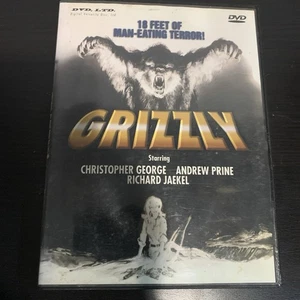 DVD, LTD.
DVD
18 FEET OF
MAN-EATING TERROR!
GRIZZLY
Starring
CHRISTOPHER GEORGE ANDREW PRINE
RICHARD JAEKEL